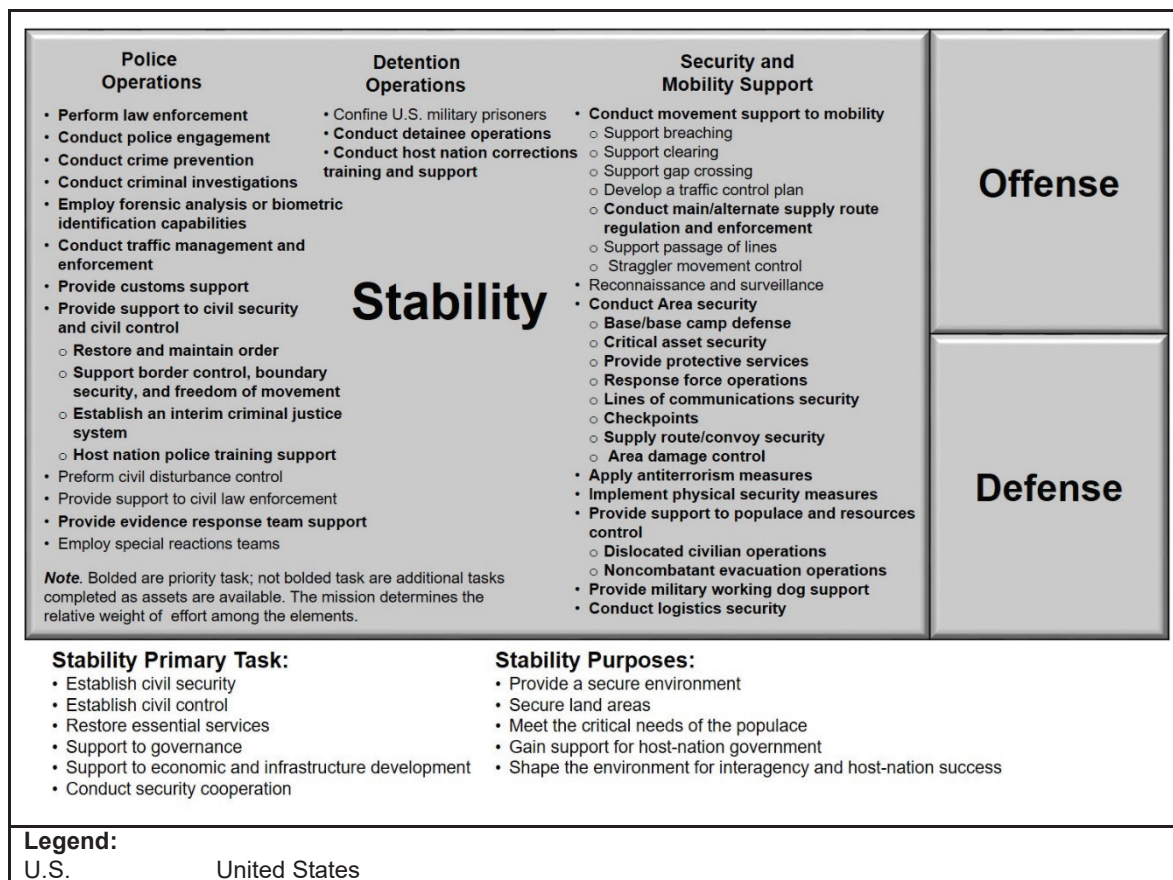 Police
Operations
• Perform law enforcement
• Conduct police engagement
• Conduct crime prevention
• Conduct criminal investigations
• Employ forensic analysis or biometric
identification capabilities
• Conduct traffic management and
enforcement
• Provide customs support
• Provide support to civil security
and civil control
o Restore and maintain order
o Support border control, boundary
security, and freedom of movement
o Establish an interim criminal justice
system
o Host nation police training support
• Preform civil disturbance control
• Provide support to civil law enforcement
• Provide evidence response team support
• Employ special reactions teams
Note. Bolded are priority task; not bolded task are additional tasks
completed as assets are available. The mission determines the
relative weight of effort among the elements.
Detention
Operations
• Confine U.S. military prisoners
• Conduct detainee operations
• Conduct host nation corrections
training and support
Stability
Security and
Mobility Support
• Conduct movement support to mobility
o Support breaching
o Support clearing
o Support gap crossing
o Develop a traffic control plan
o Conduct main/alternate supply route
regulation and enforcement
o Support passage of lines
o Straggler movement control
• Reconnaissance and surveillance
• Conduct Area security
o Base/base camp defense
o Critical asset security
o Provide protective services
o Response force operations
o Lines of communications security
o Checkpoints
o Supply route/convoy security
o Area damage control
• Apply antiterrorism measures
• Implement physical security measures
• Provide support to populace and resources
control
o Dislocated civilian operations
o Noncombatant evacuation operations
• Provide military working dog support
• Conduct logistics security
Offense
Defense
Stability Primary Task:
• Establish civil security
• Establish civil control
• Restore essential services
• Support to governance
• Support to economic and infrastructure development
• Conduct security cooperation
Stability Purposes:
• Provide a secure environment
• Secure land areas
• Meet the critical needs of the populace
• Gain support for host-nation government
• Shape the environment for interagency and host-nation success
Legend:
U.S. United States